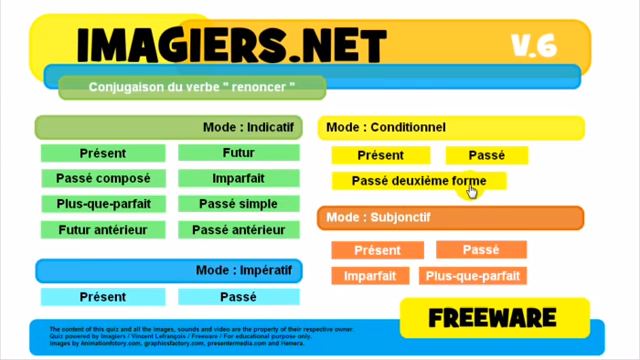 IMAGIERS.NET
V.6
Conjugaison du verbe " renoncer "
Mode : Indicatif
Présent
Futur
Passé composé
Imparfait
Plus-que-parfait
Passé simple
Futur antérieur
Passé antérieur
Mode : Impératif
Présent
Passé
Mode : Conditionnel
Présent
Passé
Passé deuxiéme forme
Mode : Subjonctif
Présent
Passé
Imparfait
Plus-que-parfait
FREEWARE
The content of this quiz and all the images, sounds and video are the property of their respective owner.
Quiz powered by Imagiers / Vincent Lefrançois / Freeware / For educational purpose only.
Images by Animationfctory.com, graphicsfactory.com, presentermedia.com and Hemera.